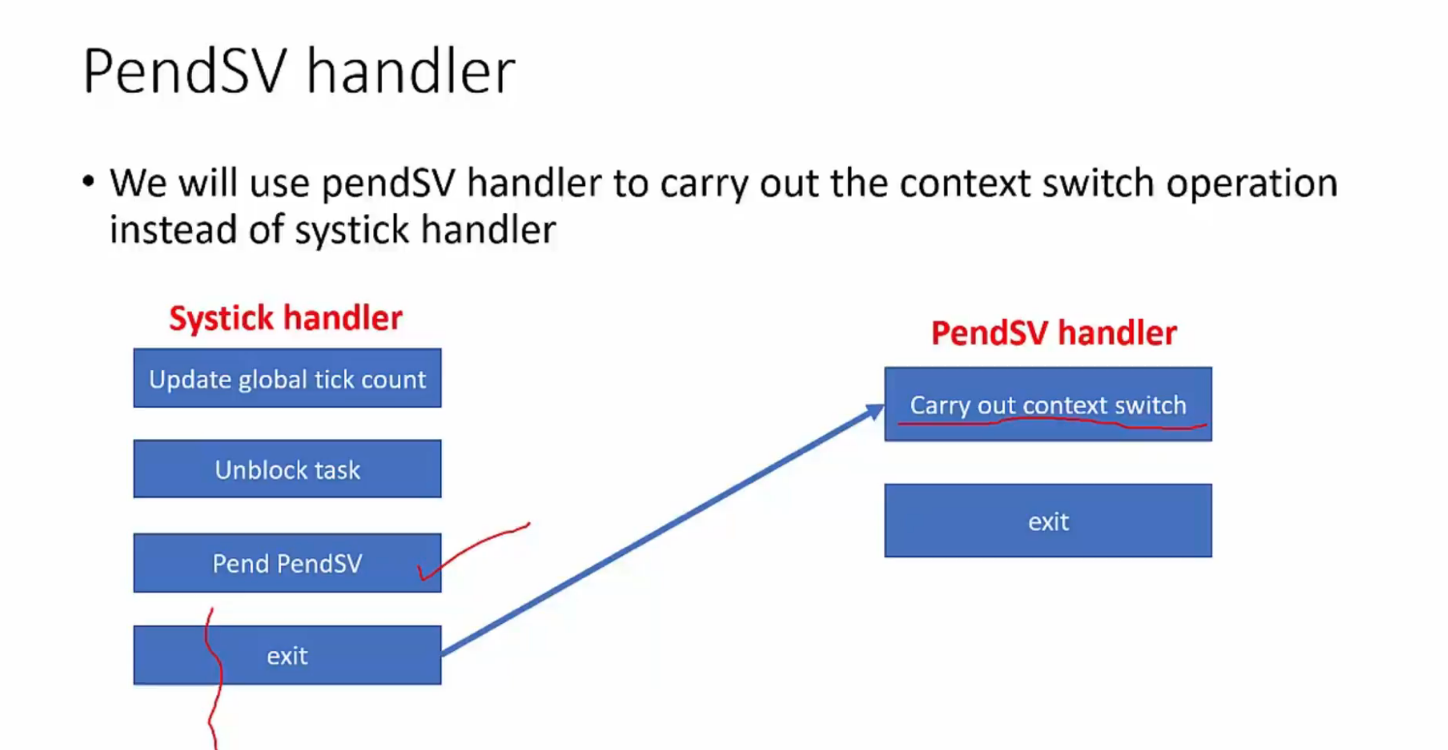 PendSV handler
• We will use pendSV handler to carry out the context switch operation
instead of systick handler
Systick handler
Update global tick count
Unblock task
Pend PendSV
exit
PendSV handler
Carry out context switch
exit